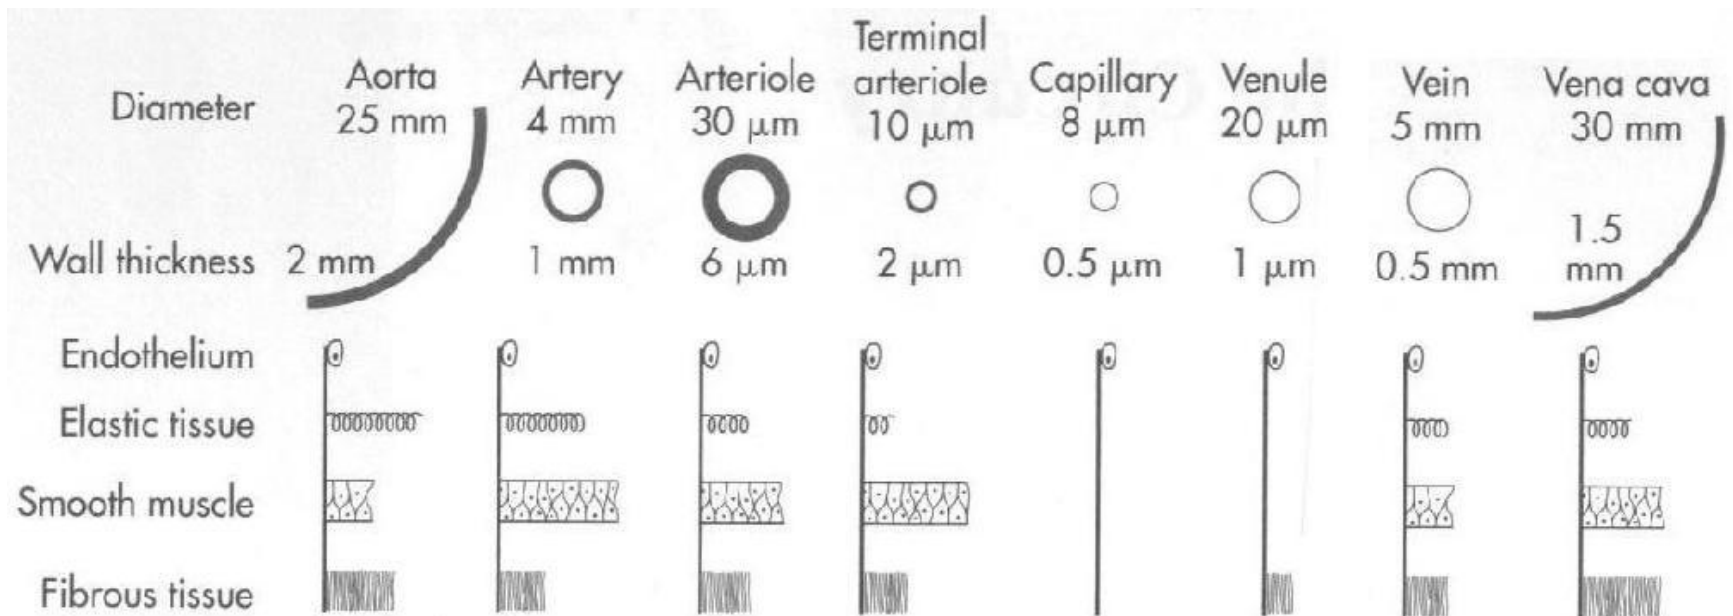 Diameter
Aorta
25 mm
Artery
4 mm
Arteriole
30 μm
Terminal
arteriole
10 μm
Capillary
8 μm
Venule
20 μm
Vein
5 mm
Vena cava
30 mm
Wall thickness
2 mm
1 mm
6 μm
2 μm
0.5 μm
1 μm
0.5 mm
1.5
mm
Endothelium
Elastic tissue
Smooth muscle
Fibrous tissue